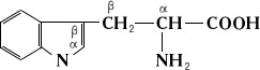 β α
β CH₂ — CH — COOH
α
N NH₂